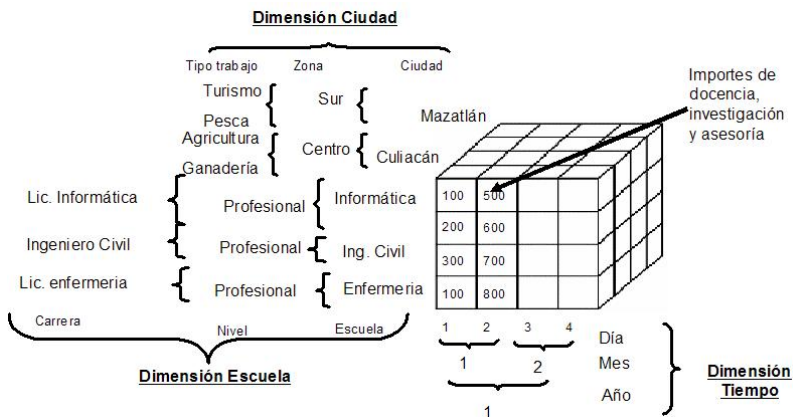 Dimensión Ciudad
Tipo trabajo Zona Ciudad
Turismo
Pesca
Sur
Mazatlán
Agricultura
Ganadería
Centro
Culiacán
Importes de
docencia,
investigación
y asesoría
Lic. Informática Profesional Informática
Ingeniero Civil Profesional Ing. Civil
Lic. enfermeria Profesional Enfermeria
100 500
200 600
300 700
100 800
Carrera Nivel Escuela
Dimensión Escuela
1 2 3 4 Día
1 2 Mes
1 Año
Dimensión
Tiempo